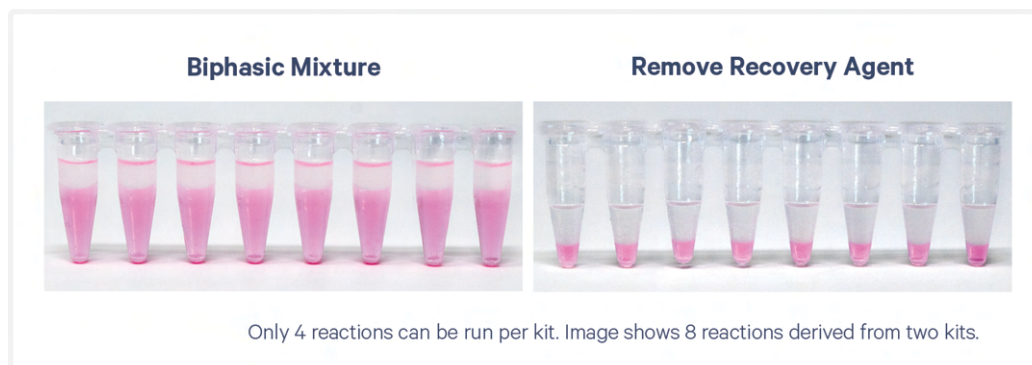 Biphasic Mixture
Remove Recovery Agent
Only 4 reactions can be run per kit. Image shows 8 reactions derived from two kits.